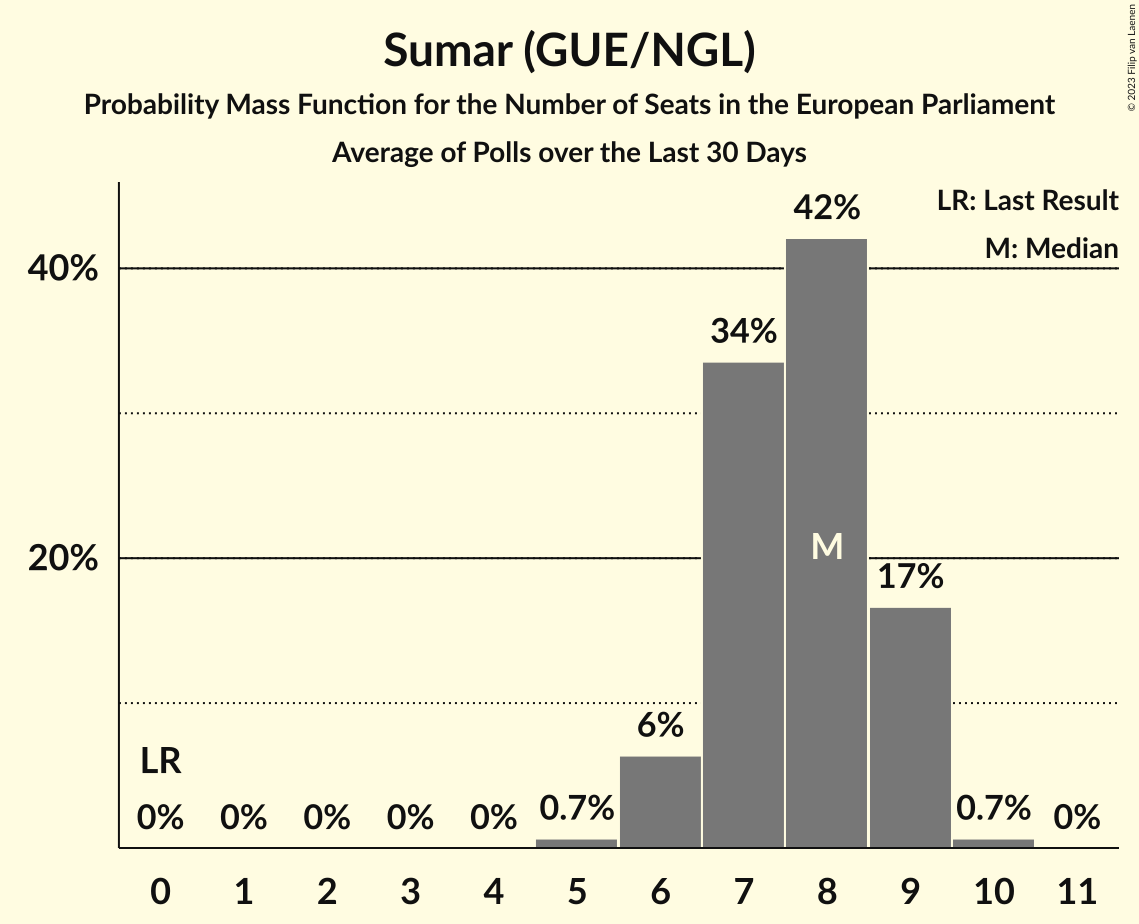 Sumar (GUE/NGL)
Probability Mass Function for the Number of Seats in the European Parliament
Average of Polls over the Last 30 Days
© 2023 Filip van Laenen
LR: Last Result
M: Median
42%
40%
34%
M
20%
17%
6%
LR
0% 0% 0% 0% 0% 0.7% 0.7% 0%
0 1 2 3 4 5 6 7 8 9 10 11